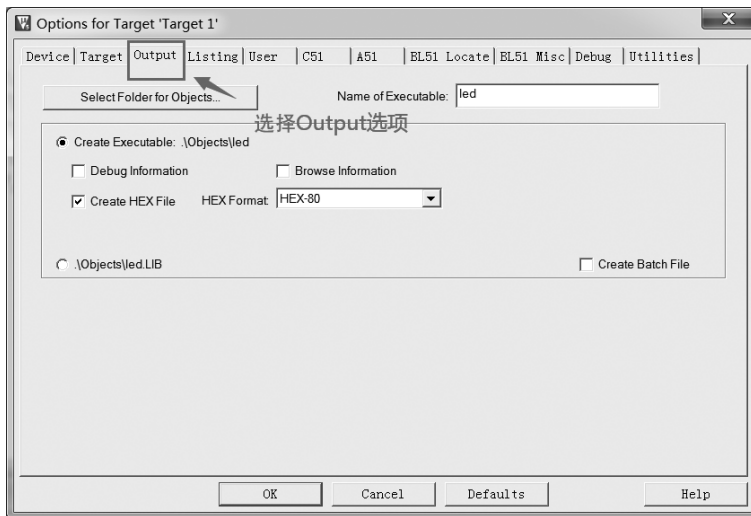 Options for Target 'Target 1'
Device Target Output Listing User C51 A51 BL51 Locate BL51 Misc Debug Utilities
Select Folder for Objects... Name of Executable: led
选择Output选项
Create Executable: .\Objects\led
Debug Information Browse Information
Create HEX File HEX Format: HEX-80
.\Objects\led.LIB Create Batch File
OK Cancel Defaults Help